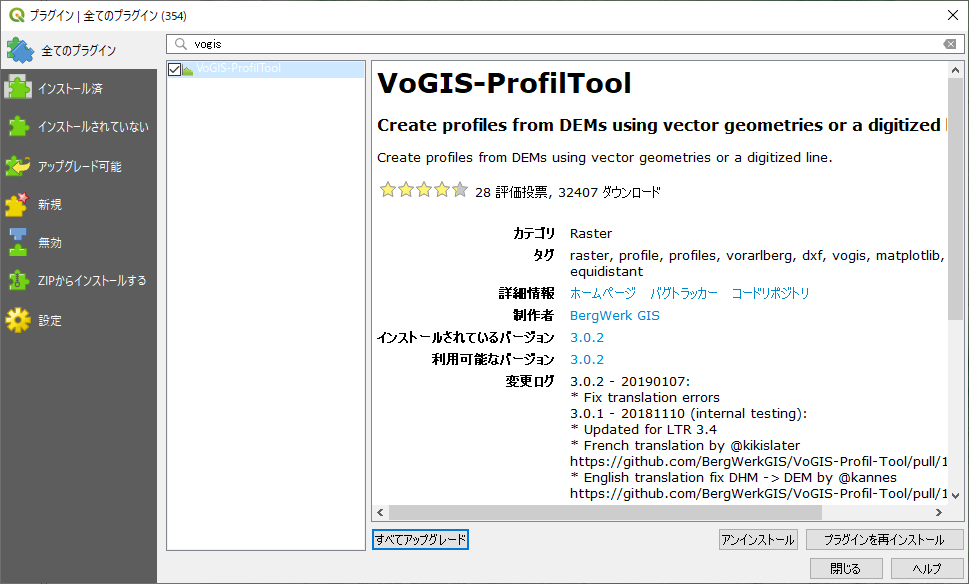 プラグイン | 全てのプラグイン (354)
全てのプラグイン
インストール済
インストールされていない
アップグレード可能
新規
無効
ZIPからインストールする
設定
vogis
VoGIS-ProfilTool
VoGIS-ProfilTool
Create profiles from DEMs using vector geometries or a digitized
Create profiles from DEMs using vector geometries or a digitized line.
28 評価投票, 32407 ダウンロード
カテゴリ Raster
タグ raster, profile, profiles, vorarlberg, dxf, vogis, matplotlib,
equidistant
詳細情報 ホームページ バグトラッカー コードリポジトリ
制作者 BergWerk GIS
インストールされているバージョン 3.0.2
利用可能なバージョン 3.0.2
変更ログ 3.0.2 - 20190107:
* Fix translation errors
3.0.1 - 20181110 (internal testing):
* Updated for LTR 3.4
* French translation by @kikislater
https://github.com/BergWerkGIS/VoGIS-Profil-Tool/pull/1
* English translation fix DHM -> DEM by @kannes
https://github.com/BergWerkGIS/VoGIS-Profil-Tool/pull/1
すべてアップグレード
アンインストール
プラグインを再インストール
閉じる
ヘルプ